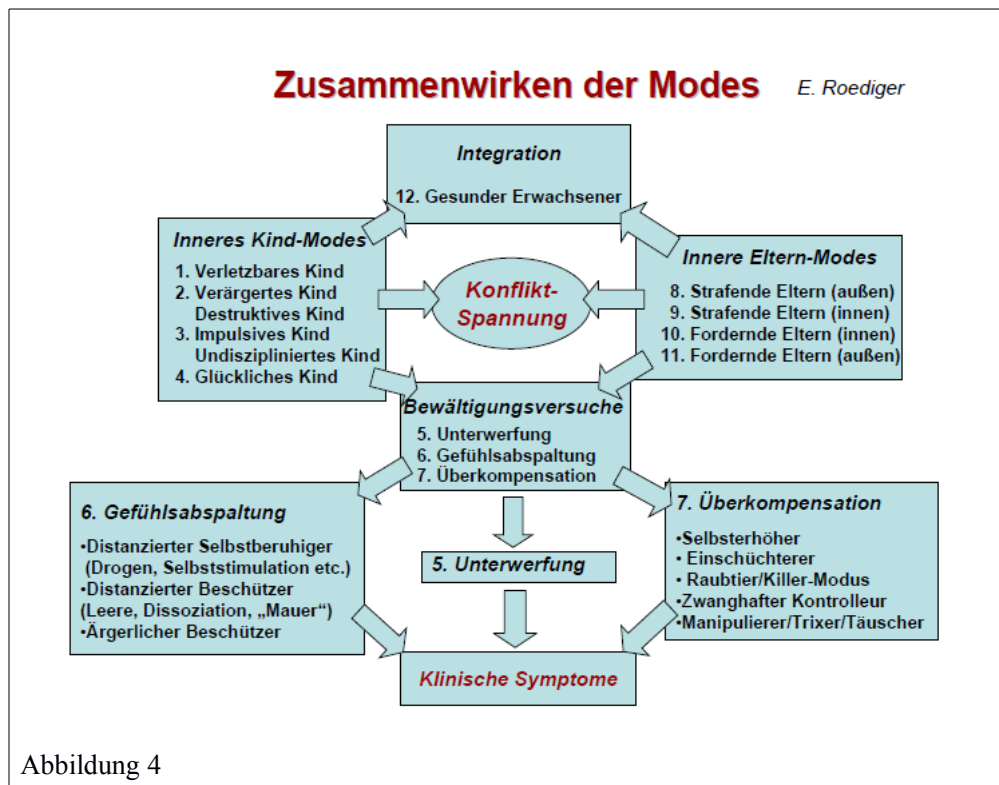 Zusammenwirken der Modes
E. Roediger
Integration
12. Gesunder Erwachsener
Inneres Kind-Modes
1. Verletzbares Kind
2. Verärgertes Kind
Destruktives Kind
3. Impulsives Kind
Undiszipliniertes Kind
4. Glückliches Kind
Konflikt-
Spannung
Innere Eltern-Modes
8. Strafende Eltern (außen)
9. Strafende Eltern (innen)
10. Fordernde Eltern (innen)
11. Fordernde Eltern (außen)
Bewältigungsversuche
5. Unterwerfung
6. Gefühlsabspaltung
7. Überkompensation
6. Gefühlsabspaltung
•Distanzierter Selbstberuhiger
(Drogen, Selbststimulation etc.)
•Distanzierter Beschützer
(Leere, Dissoziation, „Mauer“)
•Ärgerlicher Beschützer
5. Unterwerfung
7. Überkompensation
•Selbsterhöher
• Einschüchterer
• Raubtier/Killer-Modus
•Zwanghafter Kontrolleur
•Manipulierer/Trixer/Täuscher
Klinische Symptome
Abbildung 4